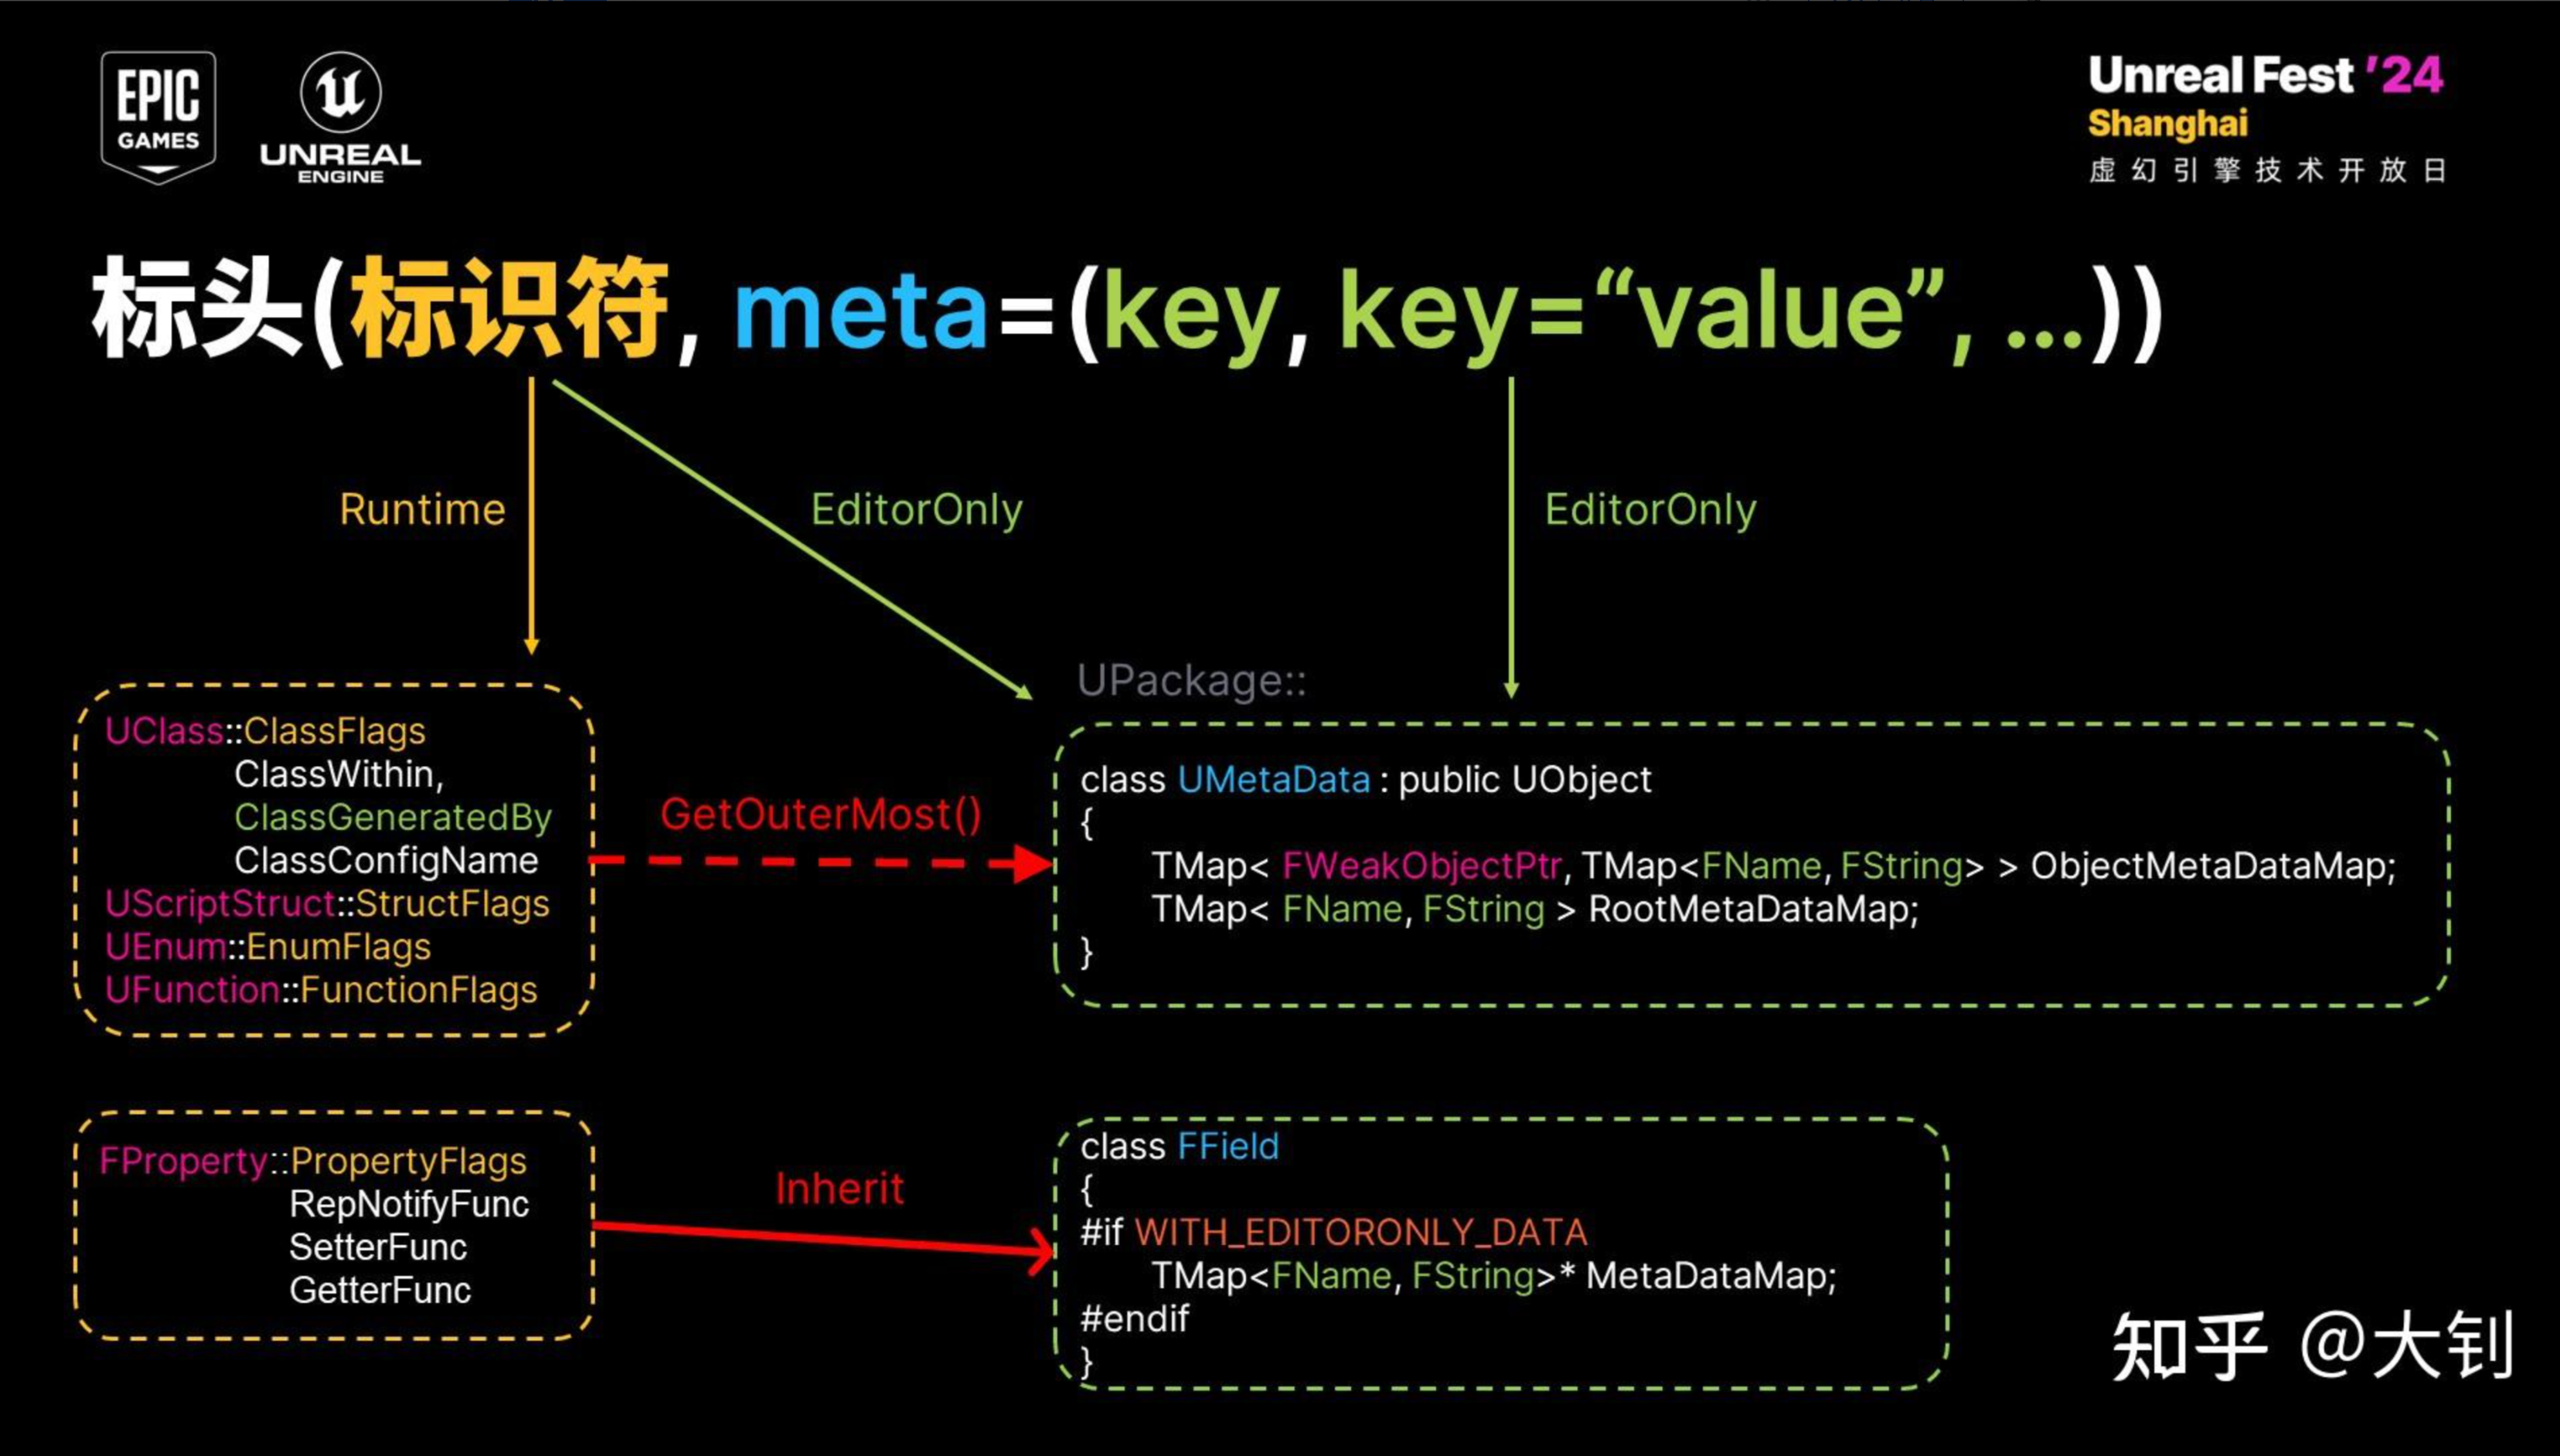 EPIC
GAMES
UNREAL
ENGINE
Unreal Fest '24
Shanghai
虚幻引擎技术开放日
标头(标识符, meta=(key, key=“value”, ...))
Runtime
EditorOnly
EditorOnly
UPackage::
UClass::ClassFlags
ClassWithin,
ClassGeneratedBy
ClassConfigName
UScriptStruct::StructFlags
UEnum::EnumFlags
UFunction::FunctionFlags
GetOuterMost()
class UMetaData : public UObject
{
TMap< FWeakObjectPtr, TMap<FName, FString> > ObjectMetaDataMap;
TMap< FName, FString > RootMetaDataMap;
}
FProperty::PropertyFlags
RepNotifyFunc
SetterFunc
GetterFunc
Inherit
class FField
{
#if WITH_EDITORONLY_DATA
TMap<FName, FString>* MetaDataMap;
#endif
}
知乎 @大钊